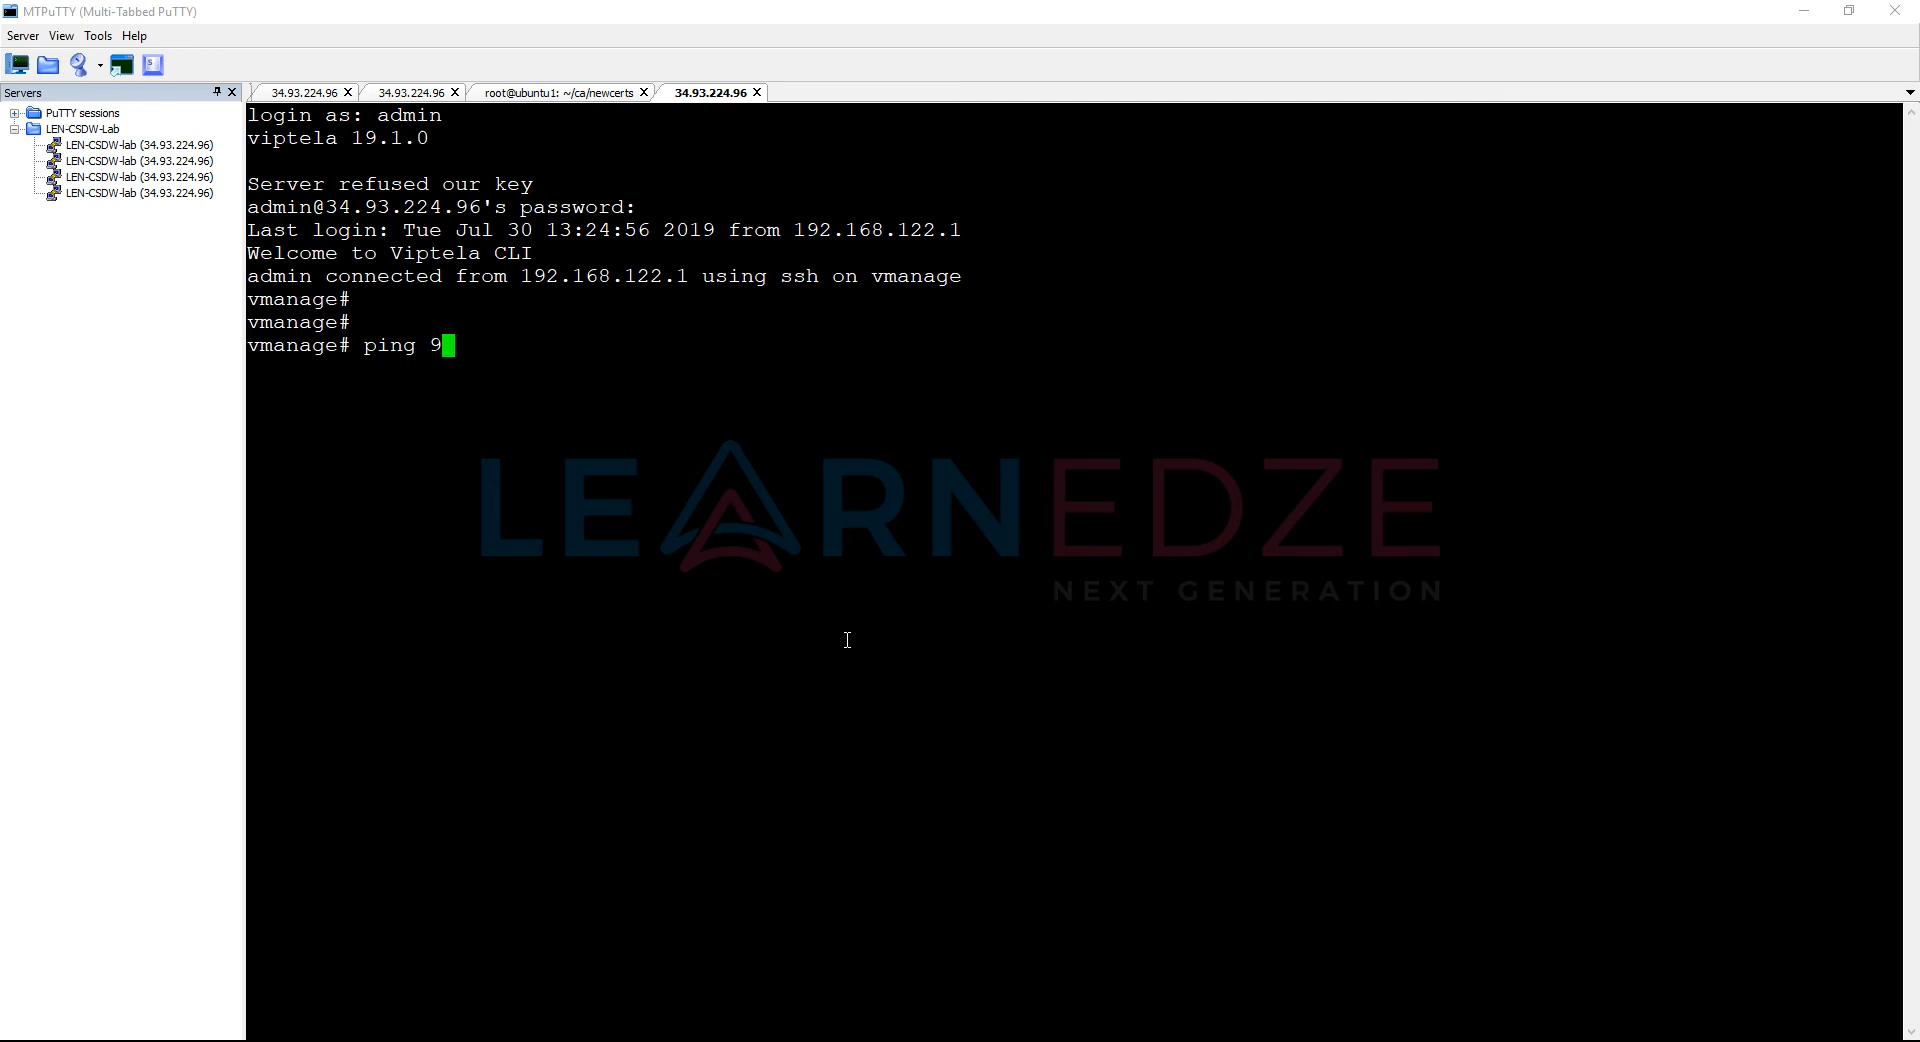 MTPuTTY (Multi-Tabbed PuTTY)
Server View Tools Help
Servers
34.93.224.96
34.93.224.96
root@ubuntu1: ~/ca/newcerts
34.93.224.96
PuTTY sessions
LEN-CSDW-Lab
LEN-CSDW-lab (34.93.224.96)
LEN-CSDW-lab (34.93.224.96)
LEN-CSDW-lab (34.93.224.96)
LEN-CSDW-lab (34.93.224.96)
login as: admin
viptela 19.1.0
Server refused our key
admin@34.93.224.96's password:
Last login: Tue Jul 30 13:24:56 2019 from 192.168.122.1
Welcome to Viptela CLI
admin connected from 192.168.122.1 using ssh on vmanage
vmanage#
vmanage#
vmanage# ping 9
LEARNEDZE
NEXT GENERATION